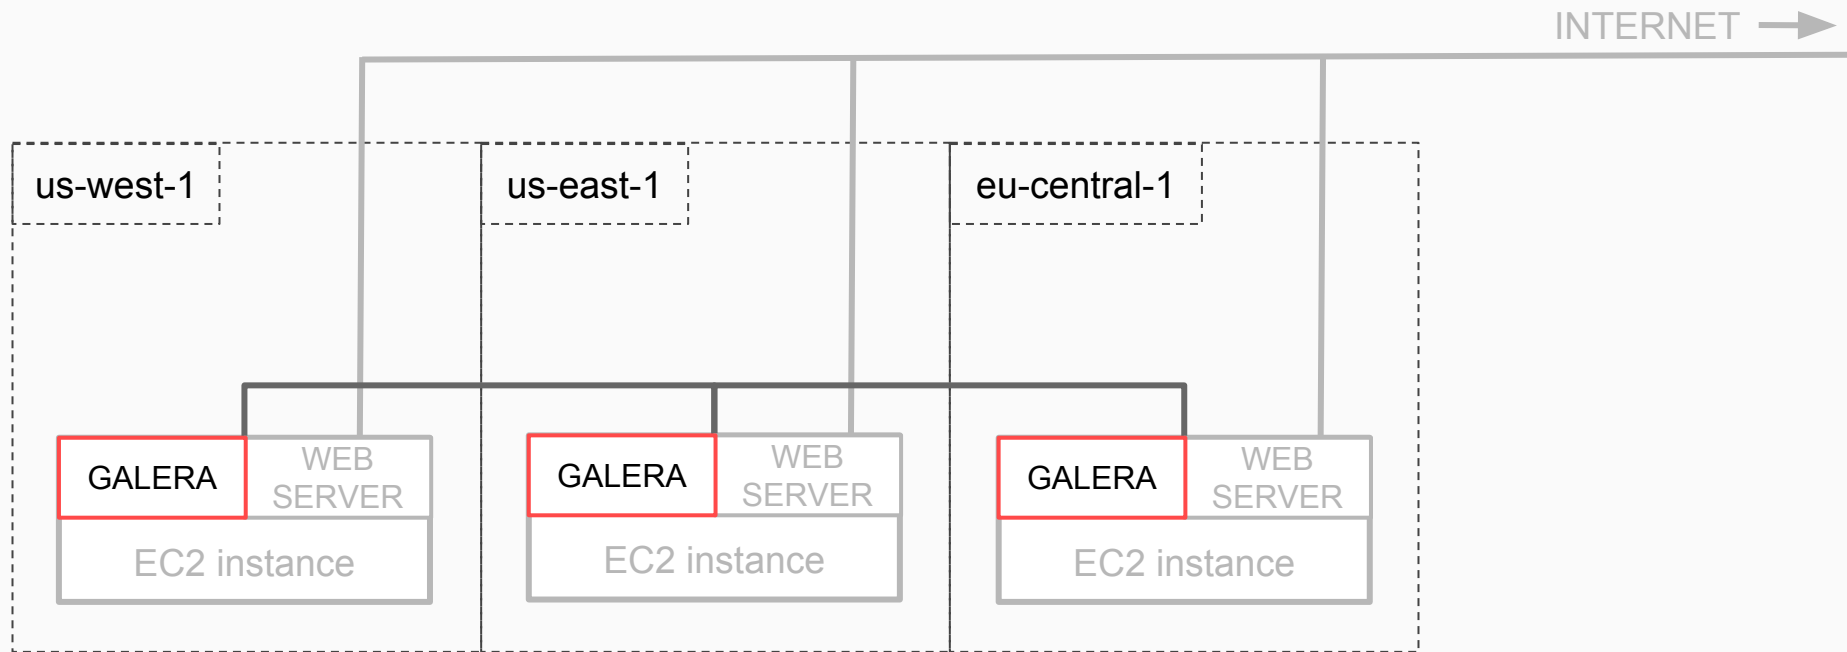 INTERNET
us-west-1
us-east-1
eu-central-1
GALERA
WEB
SERVER
EC2 instance
GALERA
WEB
SERVER
EC2 instance
GALERA
WEB
SERVER
EC2 instance